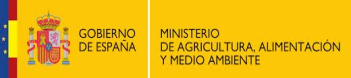 GOBIERNO
DE ESPAÑA
MINISTERIO
DE AGRICULTURA, ALIMENTACIÓN
Y MEDIO AMBIENTE